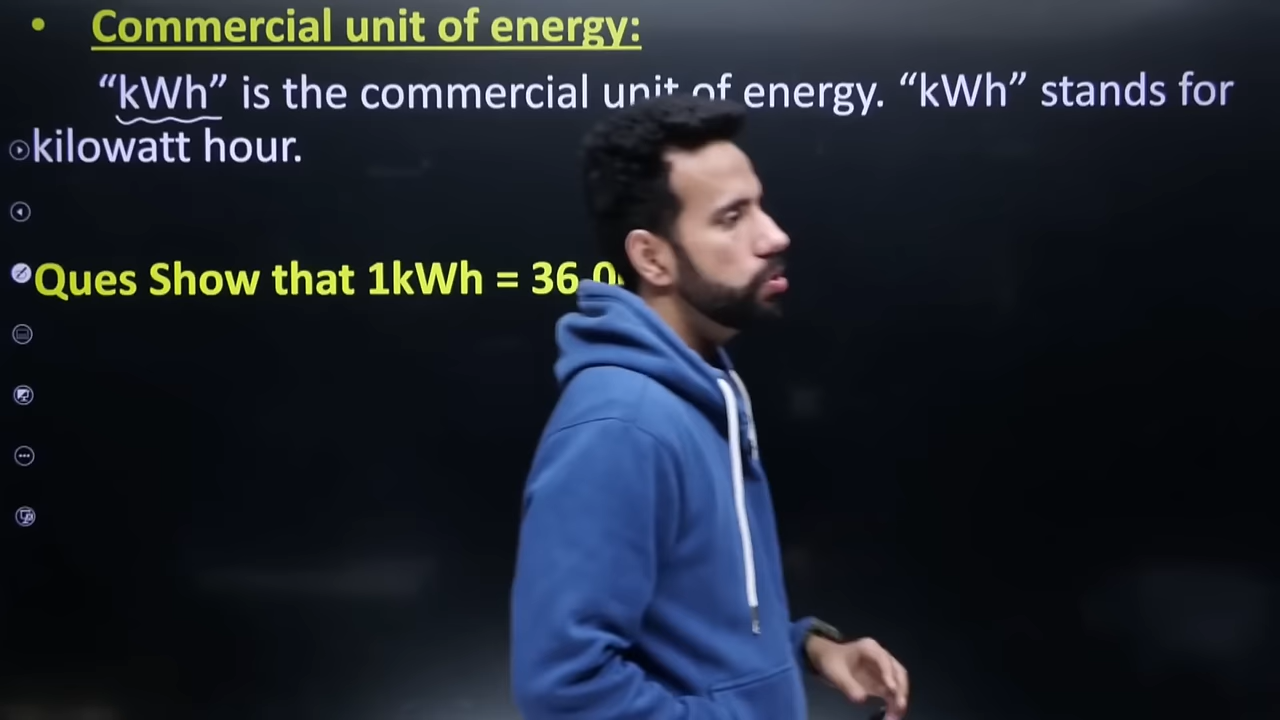 • Commercial unit of energy:
“kWh” is the commercial unit of energy. “kWh” stands for
kilowatt hour.
Ques Show that 1kWh = 36,0